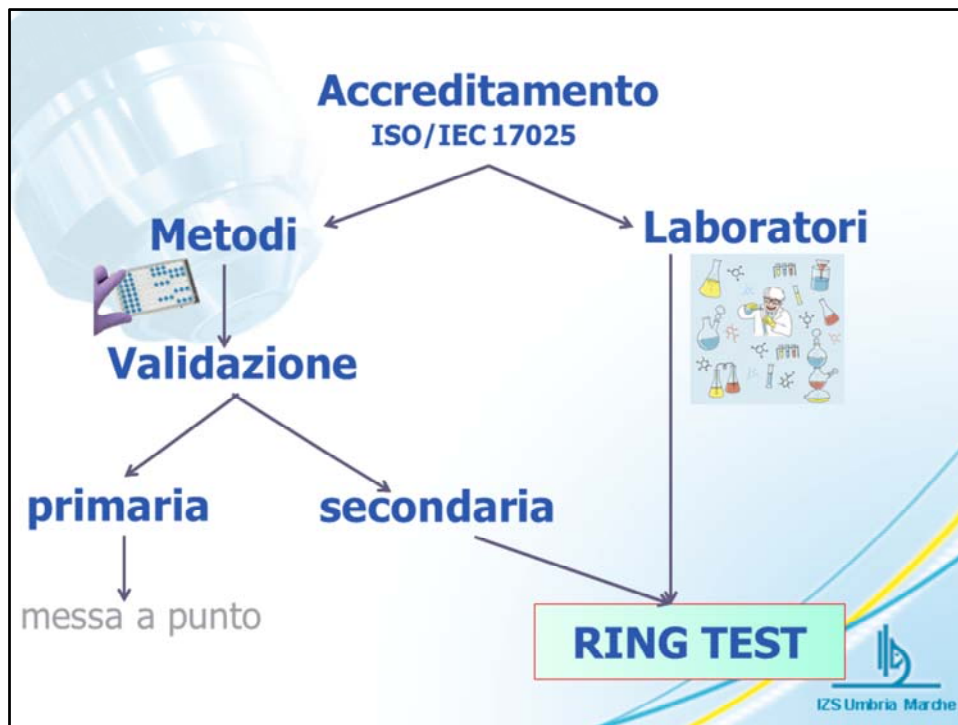 Accreditamento
ISO/IEC 17025
Metodi
Laboratori
Validazione
primaria
secondaria
messa a punto
RING TEST
IZS Umbria Marche